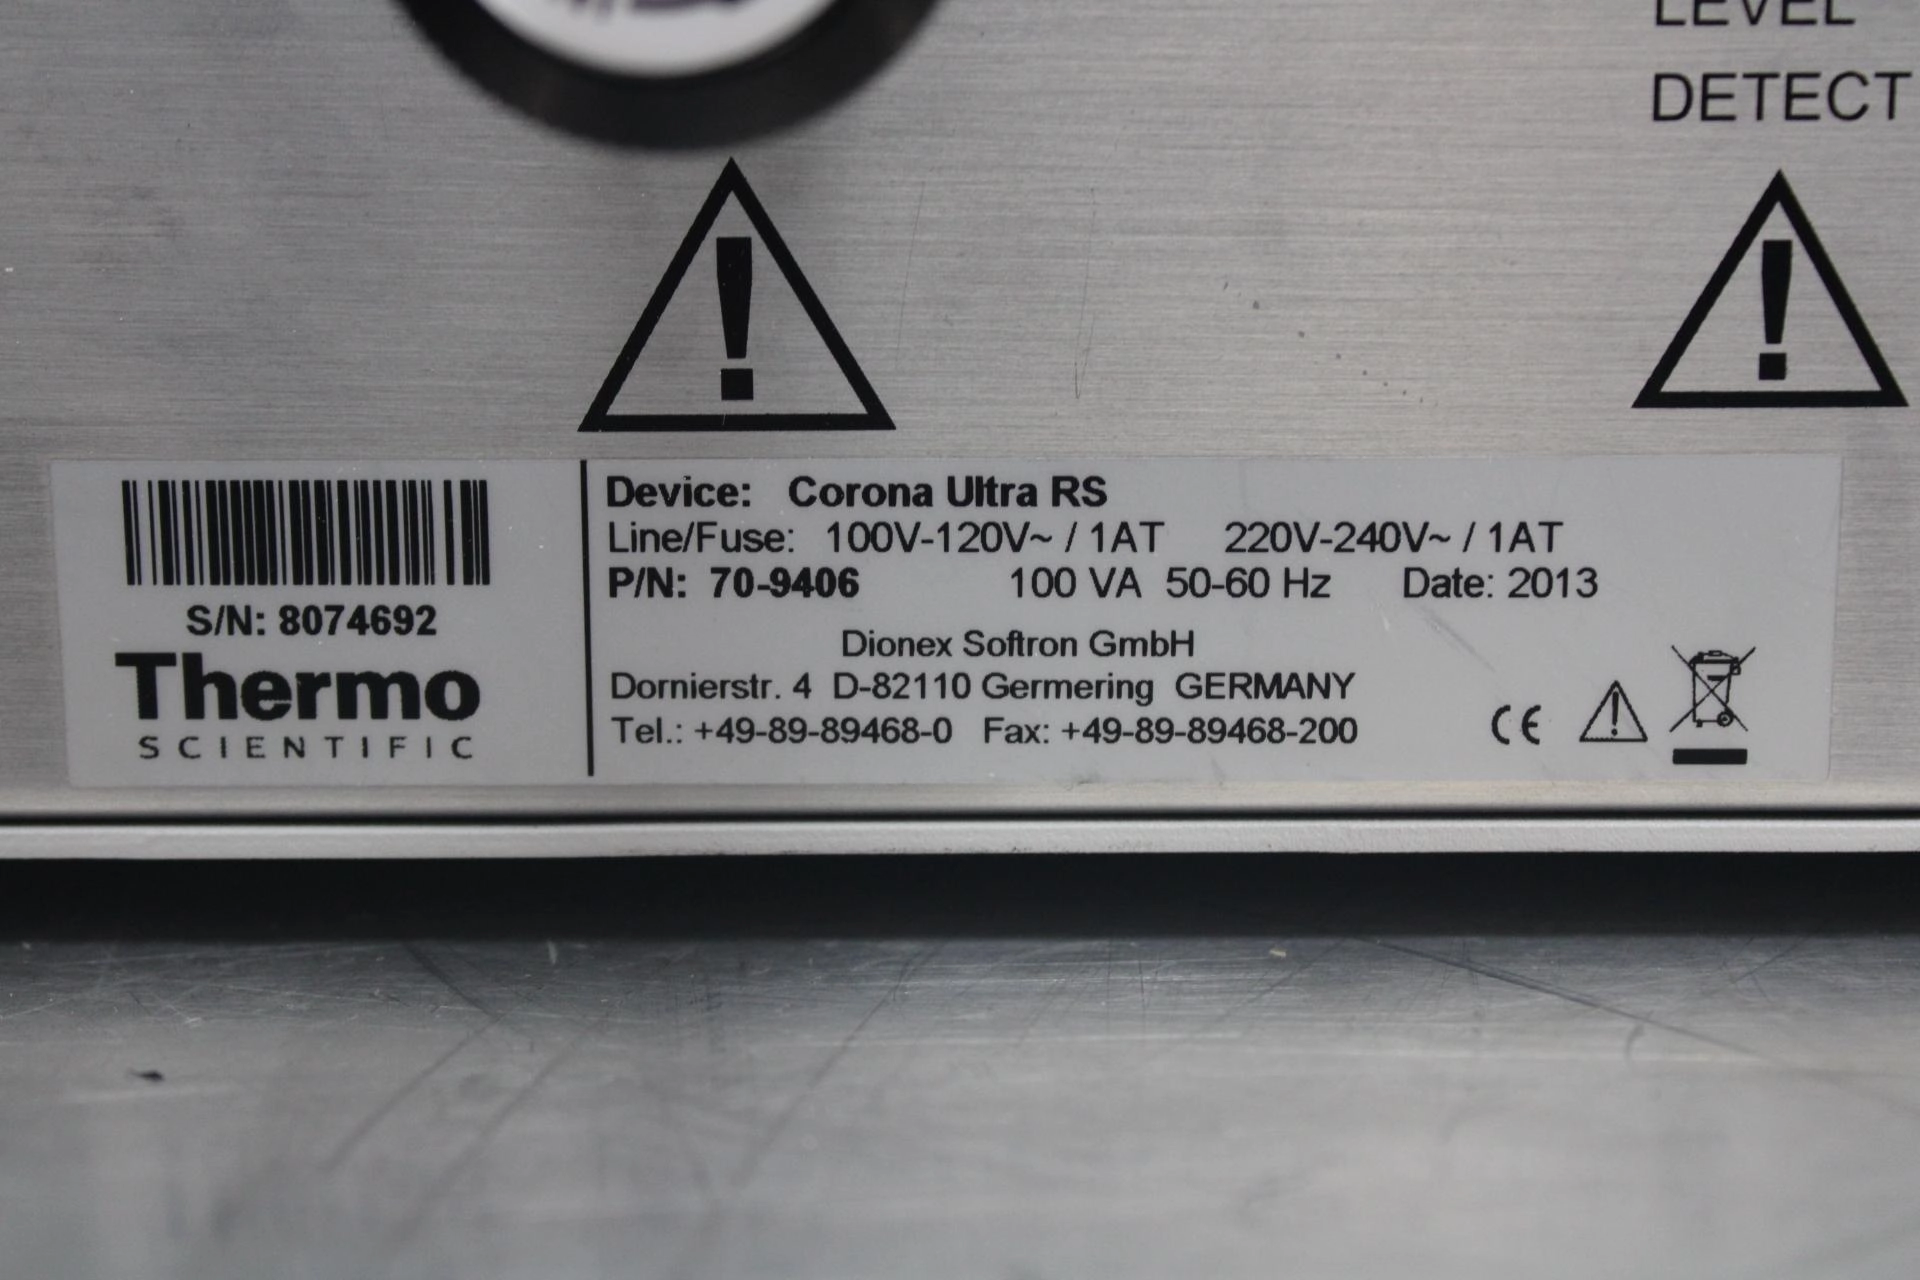 LEVEL
DETECT
Device: Corona Ultra RS
Line/Fuse: 100V-120V~ / 1AT 220V-240V~ / 1AT
P/N: 70-9406 100 VA 50-60 Hz Date: 2013
S/N: 8074692
Thermo
SCIENTIFIC
Dionex Softron GmbH
Dornierstr. 4 D-82110 Germering GERMANY
Tel.: +49-89-89468-0 Fax: +49-89-89468-200
CE